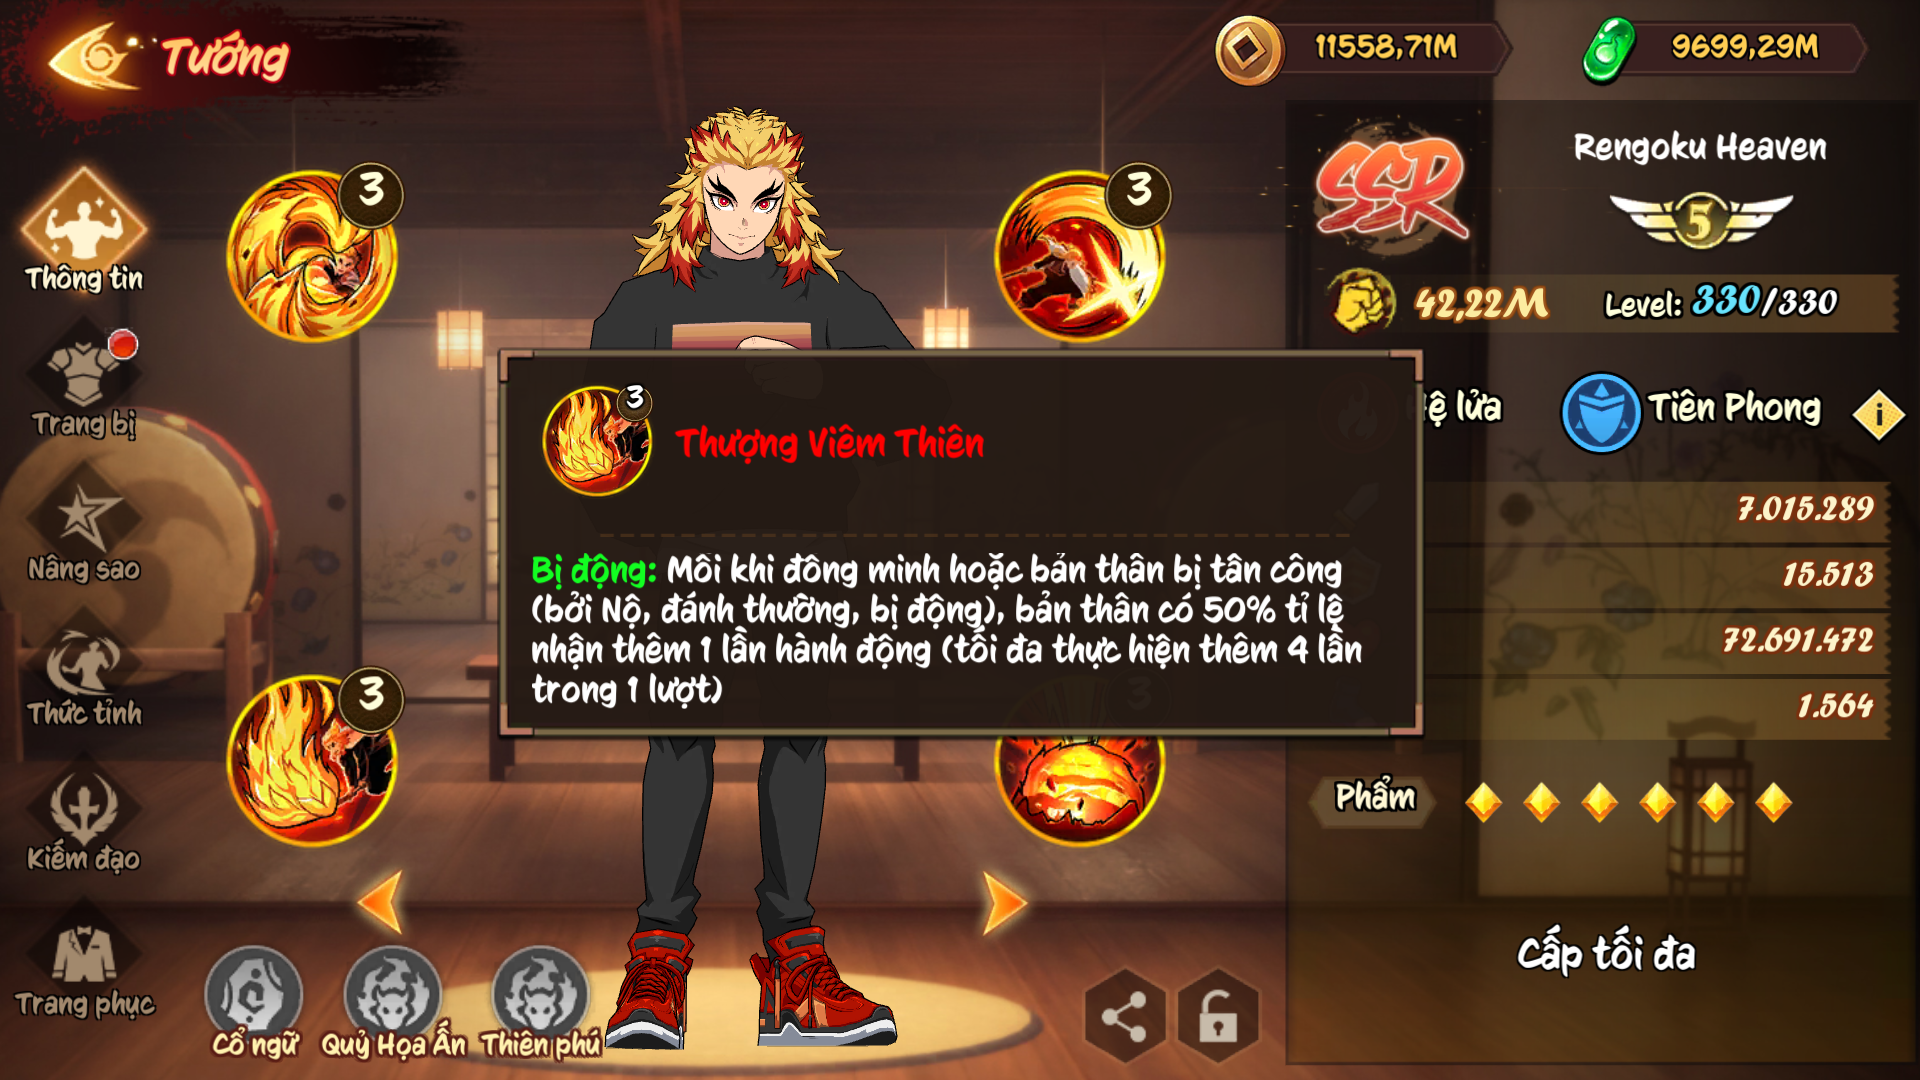 Tướng
11558,71M
9699,29M
SSR
Rengoku Heaven
5
42,22M
Level: 330/330
Thông tin
Trang bị
Nâng sao
Thức tỉnh
Kiếm đạo
Trang phục
3
3
3
3
3
Thượng Viêm Thiên
Bị động: Mỗi khi đồng minh hoặc bản thân bị tấn công
(bởi Nộ, đánh thường, bị động), bản thân có 50% tỉ lệ
nhận thêm 1 lần hành động (tối đa thực hiện thêm 4 lần
trong 1 lượt)
ệ lửa
Tiên Phong
i
7.015.289
15.513
72.691.472
1.564
Phẩm
Cấp tối đa
Cổ ngữ
Quỷ Họa Ấn
Thiên phú